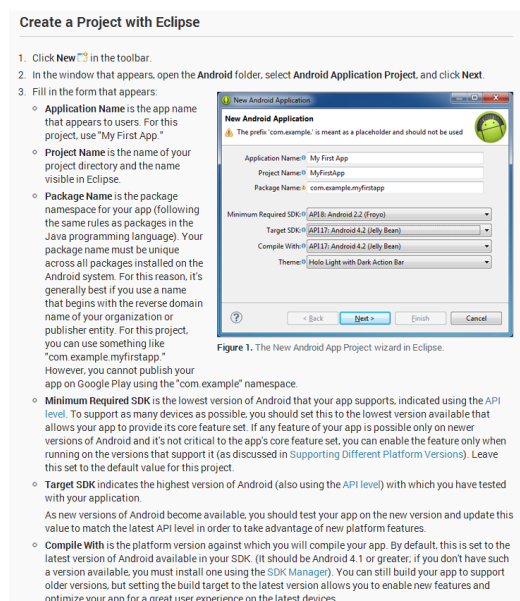 Create a Project with Eclipse
1. Click New in the toolbar.
2. In the window that appears, open the Android folder, select Android Application Project, and click Next.
3. Fill in the form that appears:
Application Name is the app name
that appears to users. For this
project, use "My First App."
Project Name is the name of your
project directory and the name
visible in Eclipse.
Package Name is the package
namespace for your app (following
the same rules as packages in the
Java programming language). Your
package name must be unique
across all packages installed on the
Android system. For this reason, it's
generally best if you use a name
that begins with the reverse domain
name of your organization or
publisher entity. For this project,
you can use something like
"com.example.myfirstapp."
However, you cannot publish your
app on Google Play using the "com.example" namespace.
New Android Application
New Android Application
The prefix 'com.example.' is meant as a placeholder and should not be used
Application Name: My First App
Project Name: MyFirstApp
Package Name: com.example.myfirstapp
Minimum Required SDK: API 8: Android 2.2 (Froyo)
Target SDK: API 17: Android 4.2 (Jelly Bean)
Compile With: API 17: Android 4.2 (Jelly Bean)
Theme: Holo Light with Dark Action Bar
? < Back Next > Finish Cancel
Figure 1. The New Android App Project wizard in Eclipse.
Minimum Required SDK is the lowest version of Android that your app supports, indicated using the API
level. To support as many devices as possible, you should set this to the lowest version available that
allows your app to provide its core feature set. If any feature of your app is possible only on newer
versions of Android and it's not critical to the app's core feature set, you can enable the feature only when
running on the versions that support it (as discussed in Supporting Different Platform Versions). Leave
this set to the default value for this project.
Target SDK indicates the highest version of Android (also using the API level) with which you have tested
with your application.
As new versions of Android become available, you should test your app on the new version and update this
value to match the latest API level in order to take advantage of new platform features.
Compile With is the platform version against which you will compile your app. By default, this is set to the
latest version of Android available in your SDK. (It should be Android 4.1 or greater; if you don't have such
a version available, you must install one using the SDK Manager). You can still build your app to support
older versions, but setting the build target to the latest version allows you to enable new features and
optimize your app for a great user experience on the latest devices.